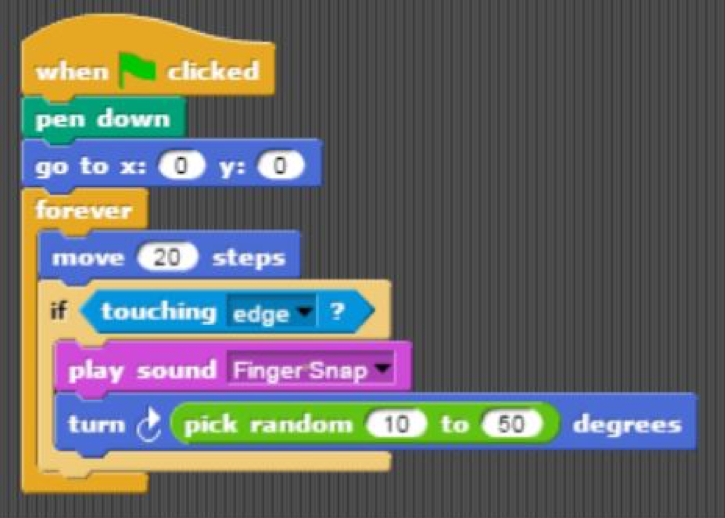 when clicked
pen down
go to x: 0 y: 0
forever
move 20 steps
if touching edge ?
play sound Finger Snap
turn pick random 10 to 50 degrees